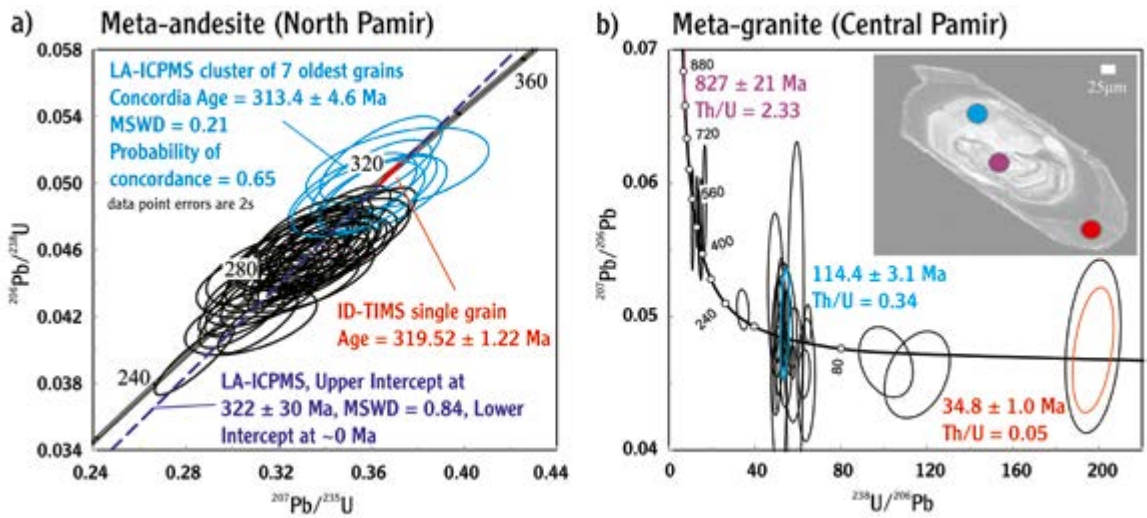 a) Meta-andesite (North Pamir)
0.058
0.054
0.050
0.046
0.042
0.038
0.034
²⁰⁶Pb/²³⁸U
LA-ICPMS cluster of 7 oldest grains
Concordia Age = 313.4 ± 4.6 Ma
MSWD = 0.21
Probability of
concordance = 0.65
data point errors are 2s
360
320
280
240
ID-TIMS single grain
Age = 319.52 ± 1.22 Ma
LA-ICPMS, Upper Intercept at
322 ± 30 Ma, MSWD = 0.84, Lower
Intercept at ~0 Ma
0.24 0.28 0.32 0.36 0.40 0.44
²⁰⁷Pb/²³⁵U
b) Meta-granite (Central Pamir)
0.07
0.06
0.05
0.04
²⁰⁷Pb/²⁰⁶Pb
880
827 ± 21 Ma
Th/U = 2.33
720
560
400
240
80
25μm
114.4 ± 3.1 Ma
Th/U = 0.34
34.8 ± 1.0 Ma
Th/U = 0.05
0 40 80 120 160 200
²³⁸U/²⁰⁶Pb